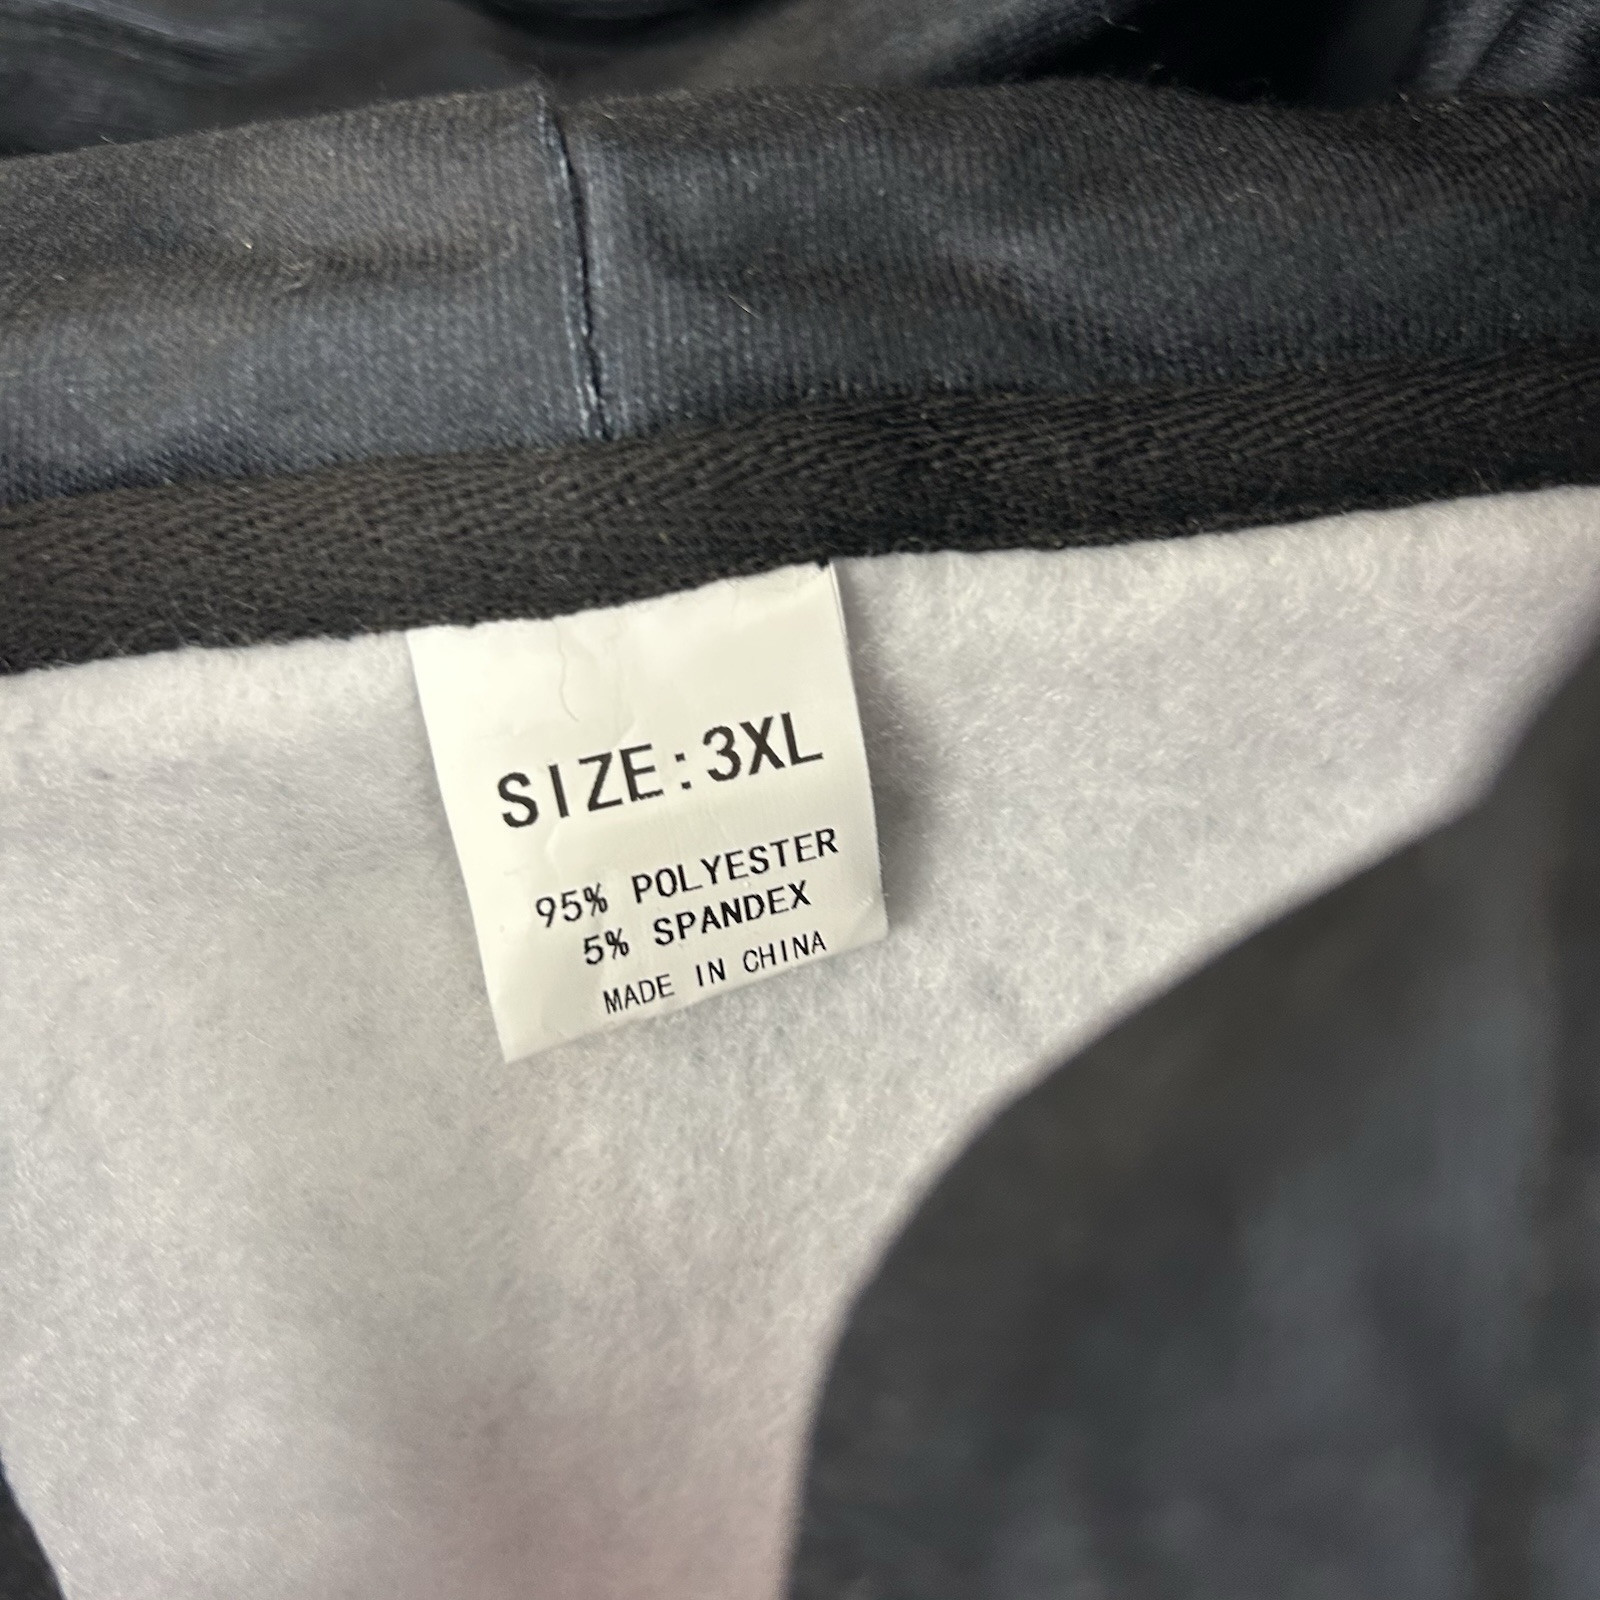 SIZE:3XL
95% POLYESTER
5% SPANDEX
MADE IN CHINA